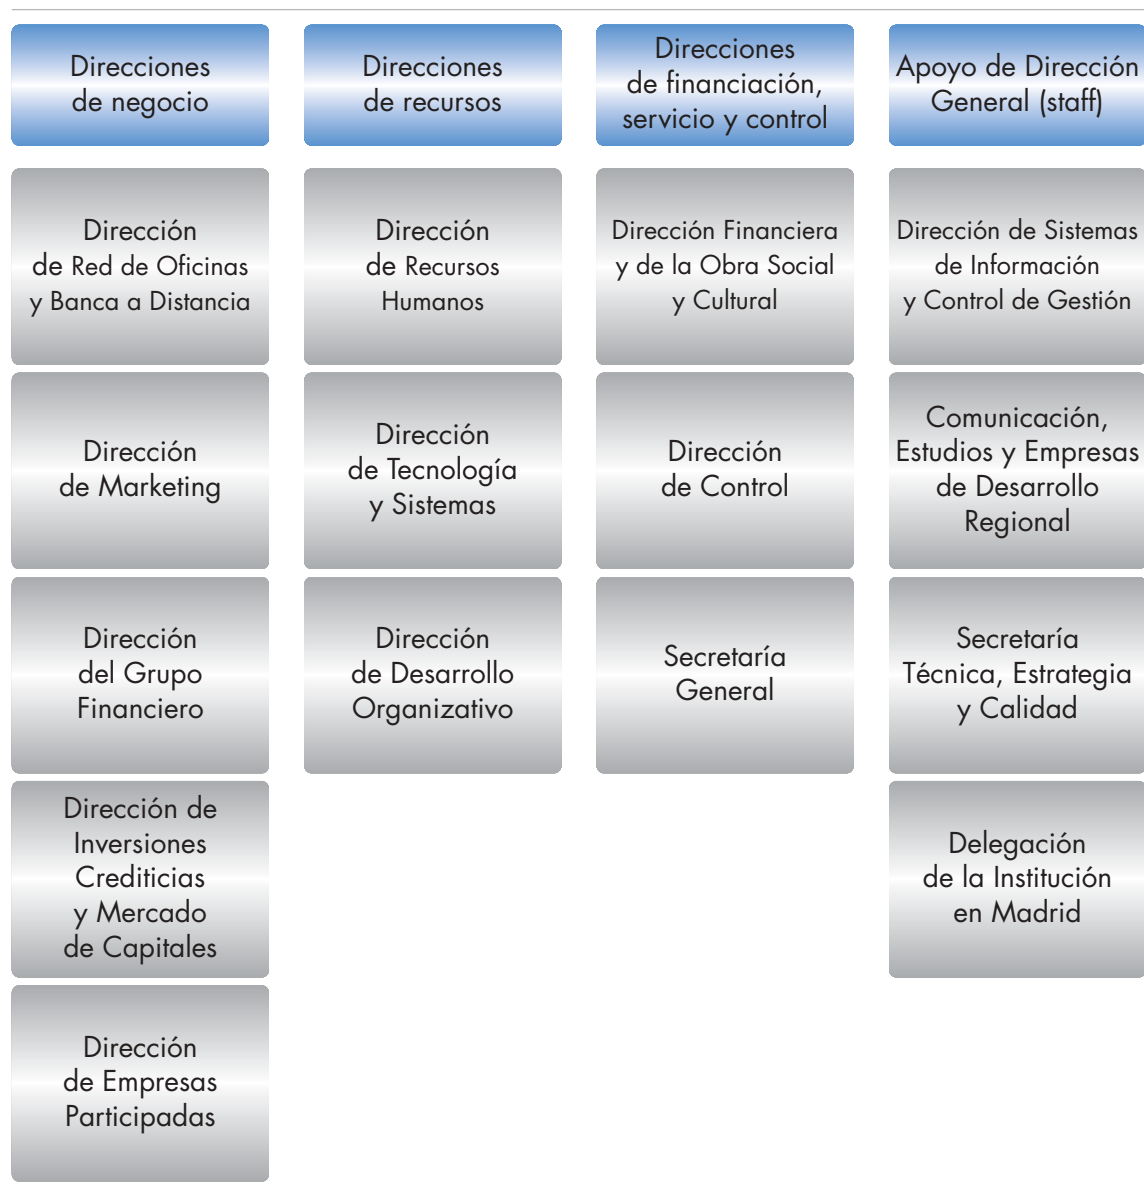 Direcciones
de negocio
Dirección
de Red de Oficinas
y Banca a Distancia
Dirección
de Marketing
Dirección
del Grupo
Financiero
Dirección de
Inversiones
Crediticias
y Mercado
de Capitales
Dirección
de Empresas
Participadas
Direcciones
de recursos
Dirección
de Recursos
Humanos
Dirección
de Tecnología
y Sistemas
Dirección
de Desarrollo
Organizativo
Direcciones
de financiación,
servicio y control
Dirección Financiera
y de la Obra Social
y Cultural
Dirección
de Control
Secretaría
General
Apoyo de Dirección
General (staff)
Dirección de Sistemas
de Información
y Control de Gestión
Comunicación,
Estudios y Empresas
de Desarrollo
Regional
Secretaría
Técnica, Estrategia
y Calidad
Delegación
de la Institución
en Madrid